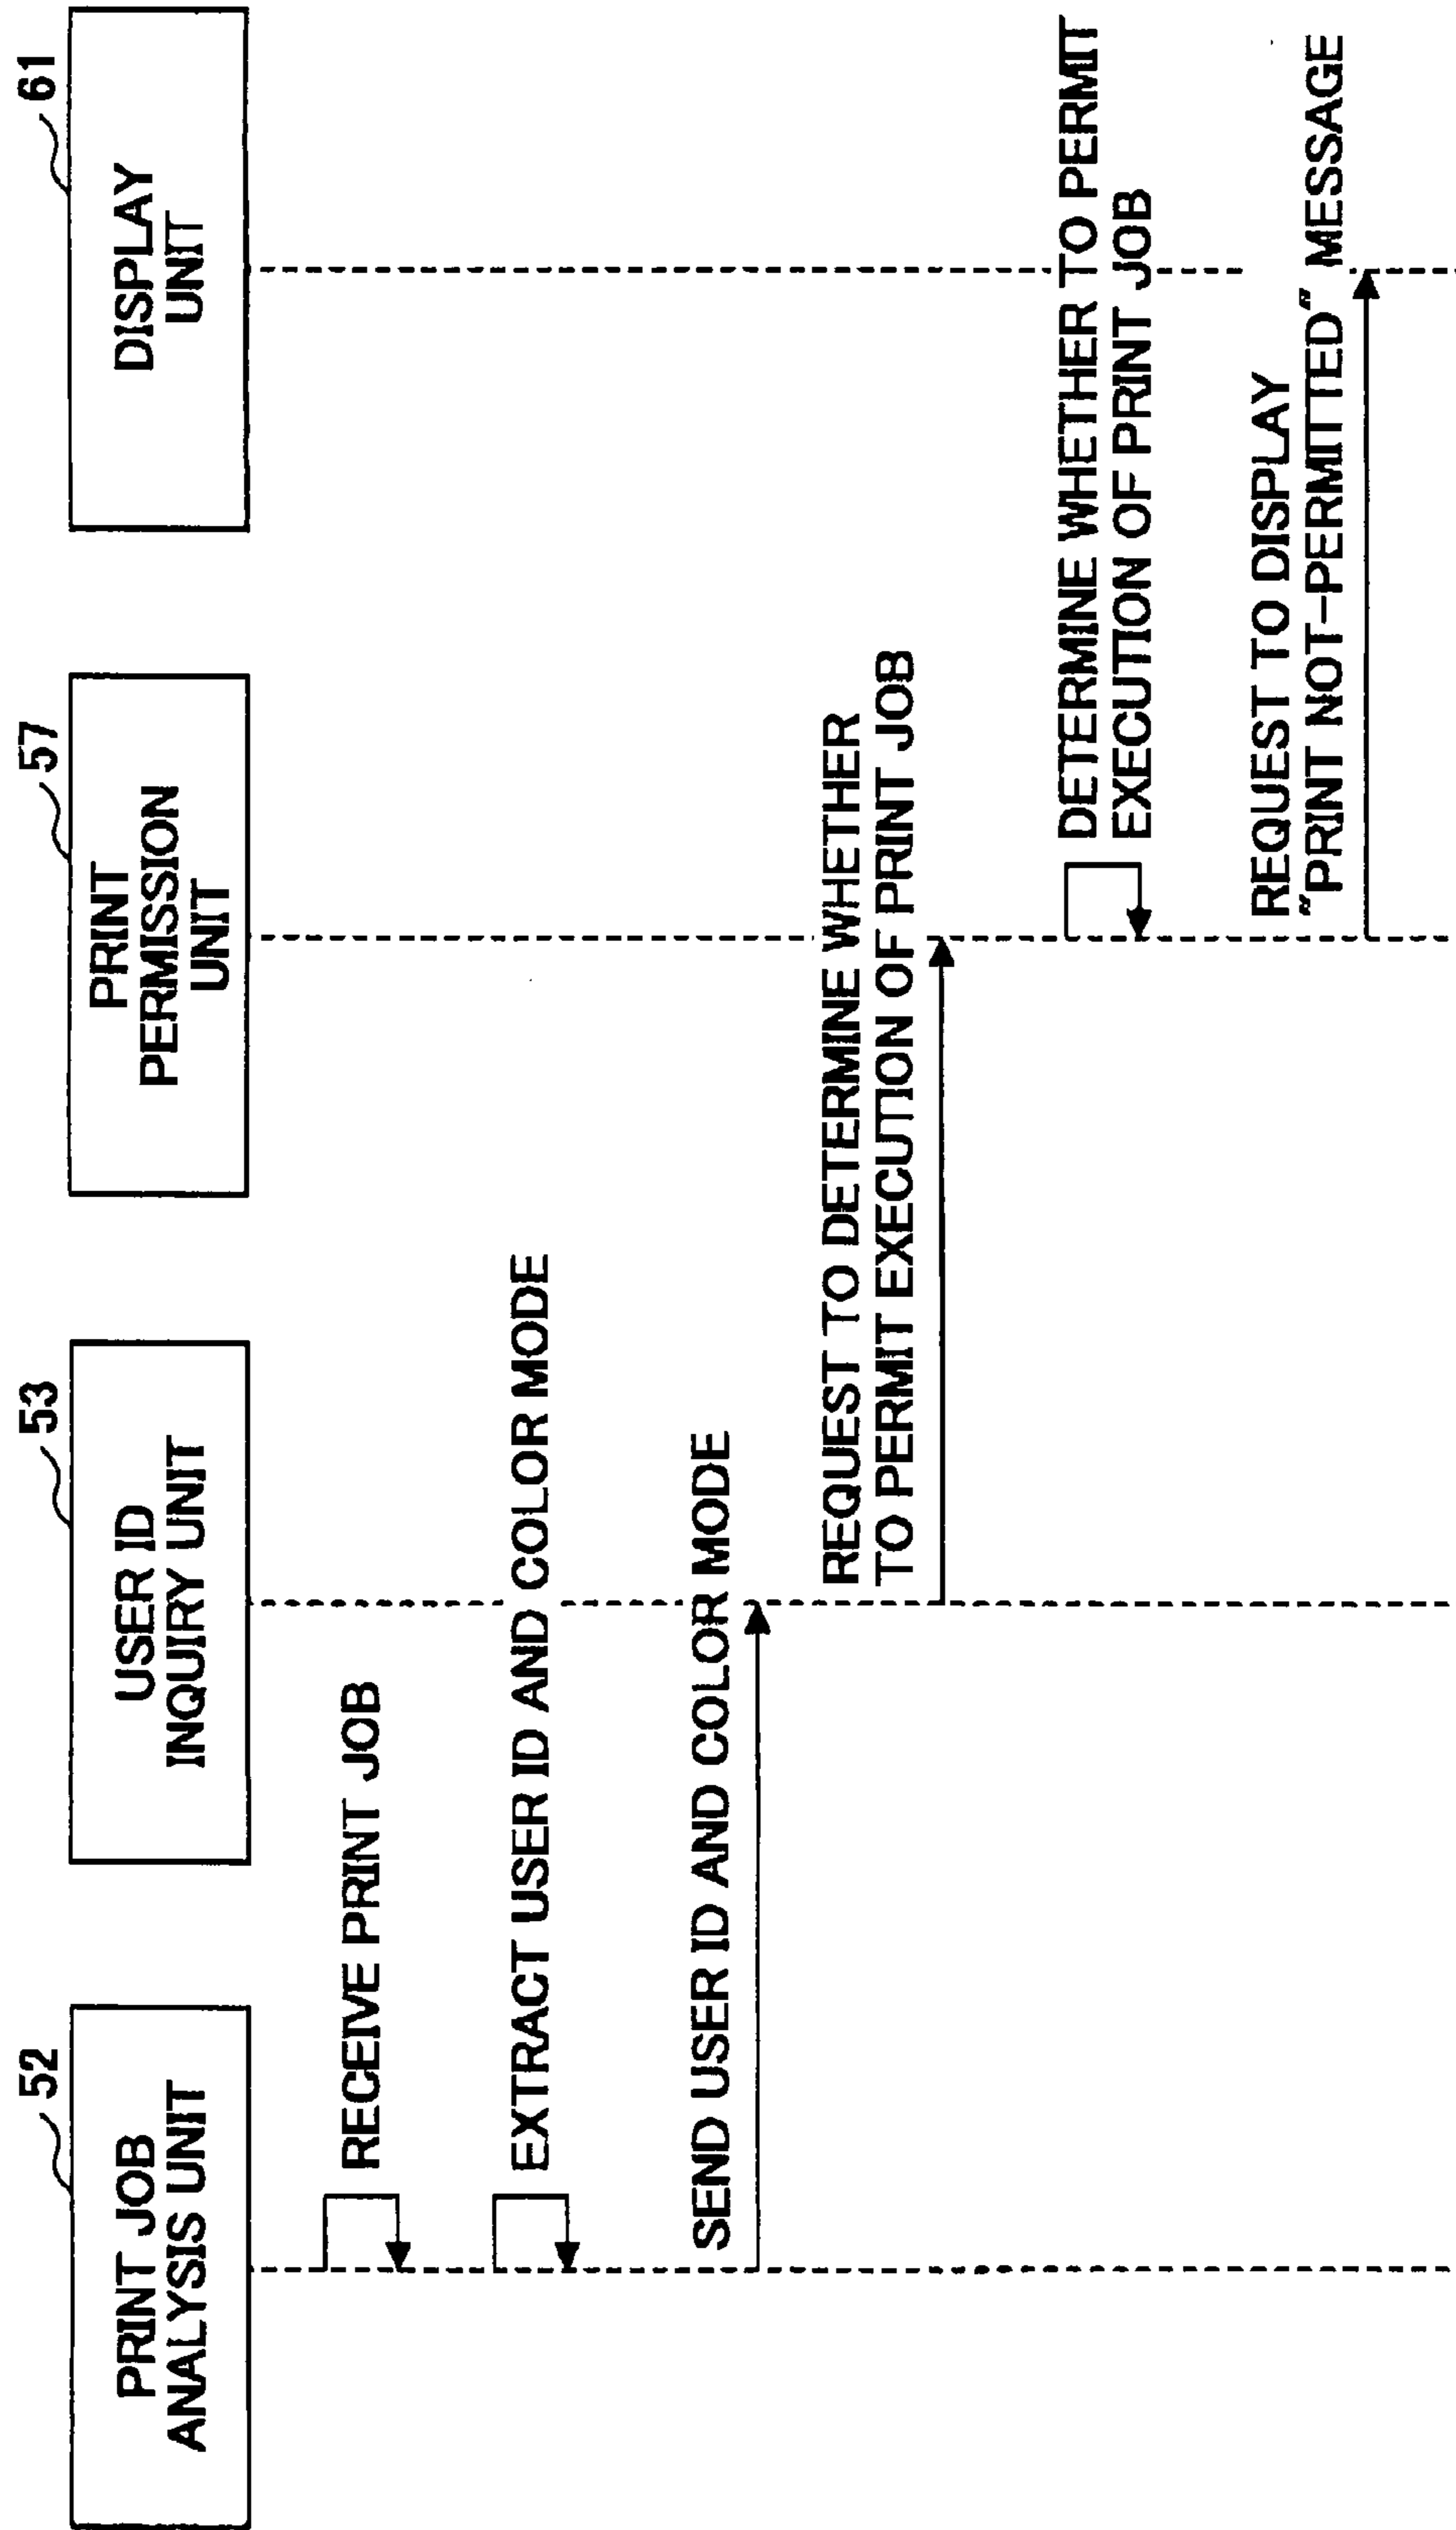 52
PRINT JOB
ANALYSIS UNIT
53
USER ID
INQUIRY UNIT
57
PRINT
PERMISSION
UNIT
61
DISPLAY
UNIT
RECEIVE PRINT JOB
EXTRACT USER ID AND COLOR MODE
SEND USER ID AND COLOR MODE
REQUEST TO DETERMINE WHETHER
TO PERMIT EXECUTION OF PRINT JOB
DETERMINE WHETHER TO PERMIT
EXECUTION OF PRINT JOB
REQUEST TO DISPLAY
"PRINT NOT-PERMITTED" MESSAGE